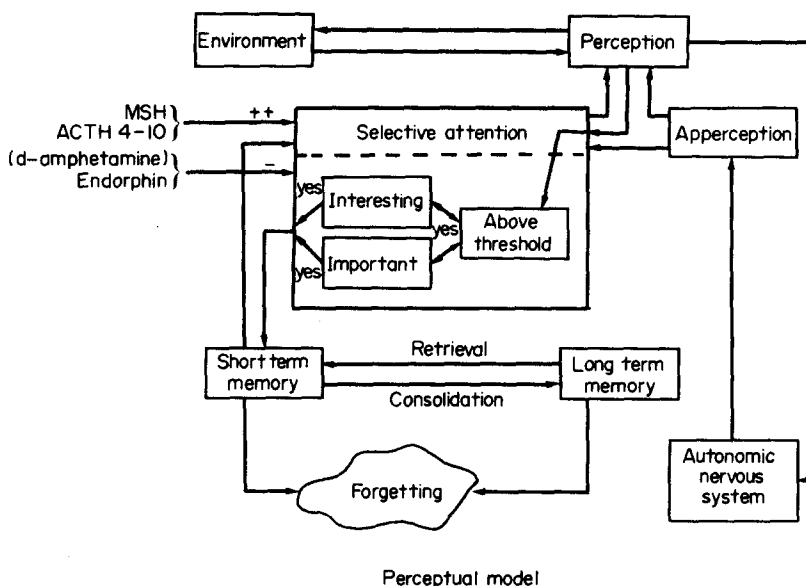 Environment
Perception
MSH
ACTH 4-10
++
(d-amphetamine)
Endorphin
-
Selective attention
Apperception
yes
Interesting
yes
Above
threshold
yes
Important
Short term
memory
Retrieval
Consolidation
Long term
memory
Forgetting
Autonomic
nervous
system
Perceptual model